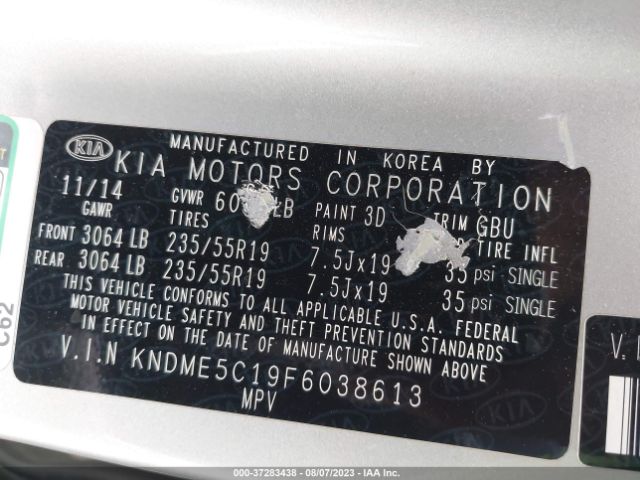 KIA
MANUFACTURED IN KOREA BY
KIA MOTORS CORPORATION
11/14 GVWR LB PAINT 3D TRIM GBU
GAWR TIRES RIMS TIRE INFL
FRONT 3064 LB 235/55R19 7.5Jx19 35 psi SINGLE
REAR 3064 LB 235/55R19 7.5Jx19 35 psi SINGLE
THIS VEHICLE CONFORMS TO ALL APPLICABLE U.S.A. FEDERAL
MOTOR VEHICLE SAFETY AND THEFT PREVENTION STANDARDS
IN EFFECT ON THE DATE OF MANUFACTURE SHOWN ABOVE
V.I.N KNDME5C19F6038613
MPV
C62
000-37283438 - 08/07/2023 - IAA Inc.